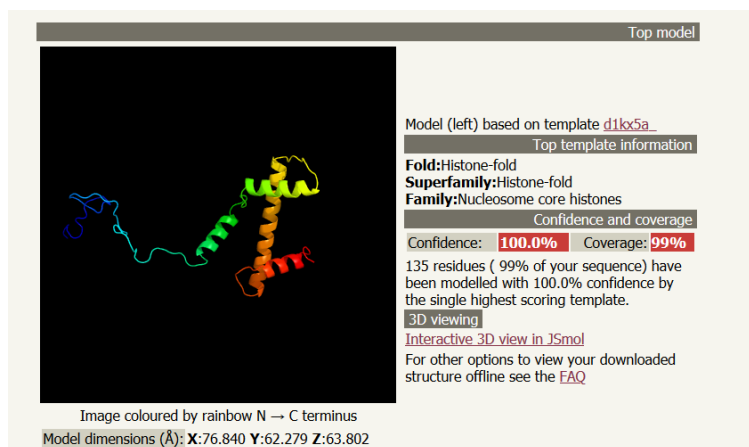 Top model
Model (left) based on template d1kx5a_
Top template information
Fold:Histone-fold
Superfamily:Histone-fold
Family:Nucleosome core histones
Confidence and coverage
Confidence: 100.0% Coverage: 99%
135 residues ( 99% of your sequence) have
been modelled with 100.0% confidence by
the single highest scoring template.
3D viewing
Interactive 3D view in JSmol
For other options to view your downloaded
structure offline see the FAQ
Image coloured by rainbow N → C terminus
Model dimensions (Å): X:76.840 Y:62.279 Z:63.802